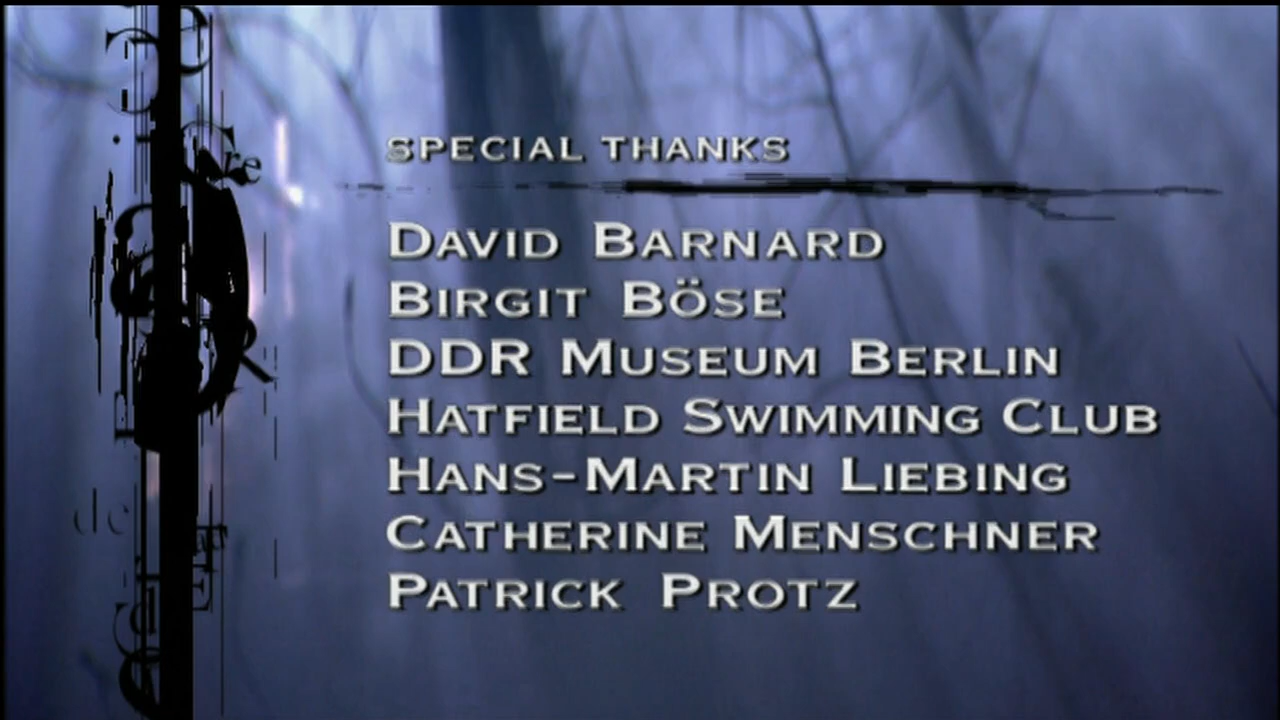 SPECIAL THANKS
DAVID BARNARD
BIRGIT BÖSE
DDR MUSEUM BERLIN
HATFIELD SWIMMING CLUB
HANS-MARTIN LIEBING
CATHERINE MENSCHNER
PATRICK PROTZ